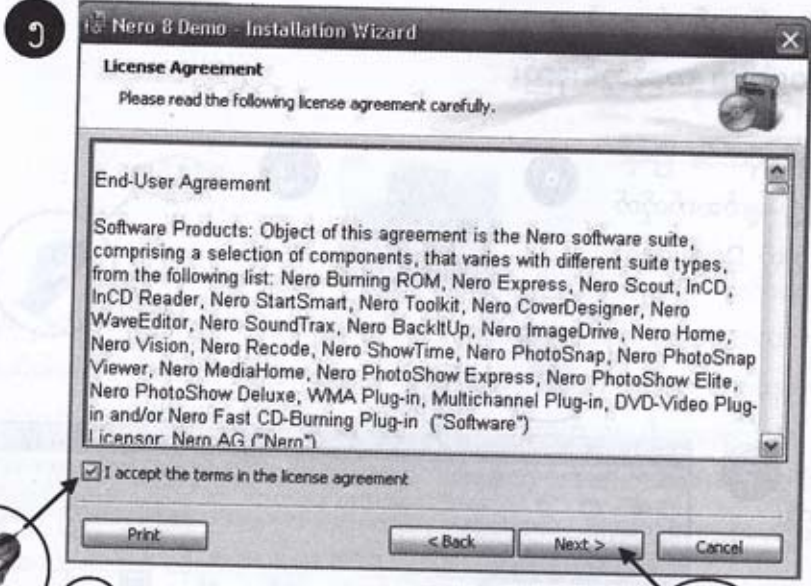 ၅
Nero 8 Demo - Installation Wizard
License Agreement
Please read the following license agreement carefully.
End-User Agreement
Software Products: Object of this agreement is the Nero software suite,
comprising a selection of components, that varies with different suite types,
from the following list: Nero Burning ROM, Nero Express, Nero Scout, InCD,
InCD Reader, Nero StartSmart, Nero Toolkit, Nero CoverDesigner, Nero
WaveEditor, Nero SoundTrax, Nero BackItUp, Nero ImageDrive, Nero Home,
Nero Vision, Nero Recode, Nero ShowTime, Nero PhotoSnap, Nero PhotoSnap
Viewer, Nero MediaHome, Nero PhotoShow Express, Nero PhotoShow Elite,
Nero PhotoShow Deluxe, WMA Plug-in, Multichannel Plug-in, DVD-Video Plug-
in and/or Nero Fast CD-Burning Plug-in ("Software")
Licensor: Nero AG ("Nero")
I accept the terms in the license agreement
Print
< Back
Next >
Cancel